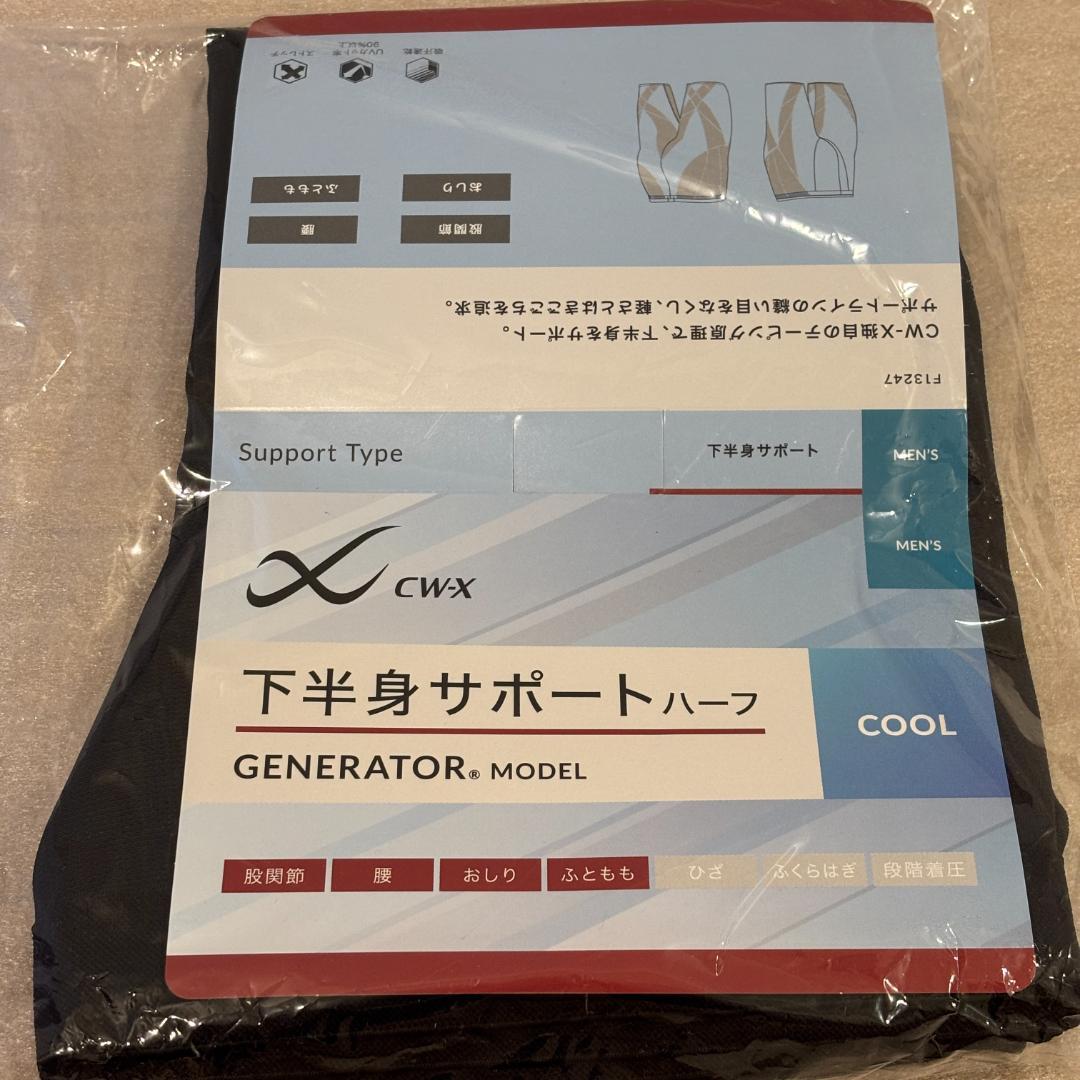 ストレッチ
UVカット率
90%以上
吸汗速乾
ふともも
おしり
腰
股関節
F13247
CW-X独自のテーピング原理で、下半身をサポート。
サポートラインの縫い目をなくし、軽さとはきごこちを追求。
Support Type
下半身サポート
MEN'S
MEN'S
CW-X
下半身サポートハーフ
GENERATOR® MODEL
COOL
股関節
腰
おしり
ふともも
ひざ
ふくらはぎ
段階着圧